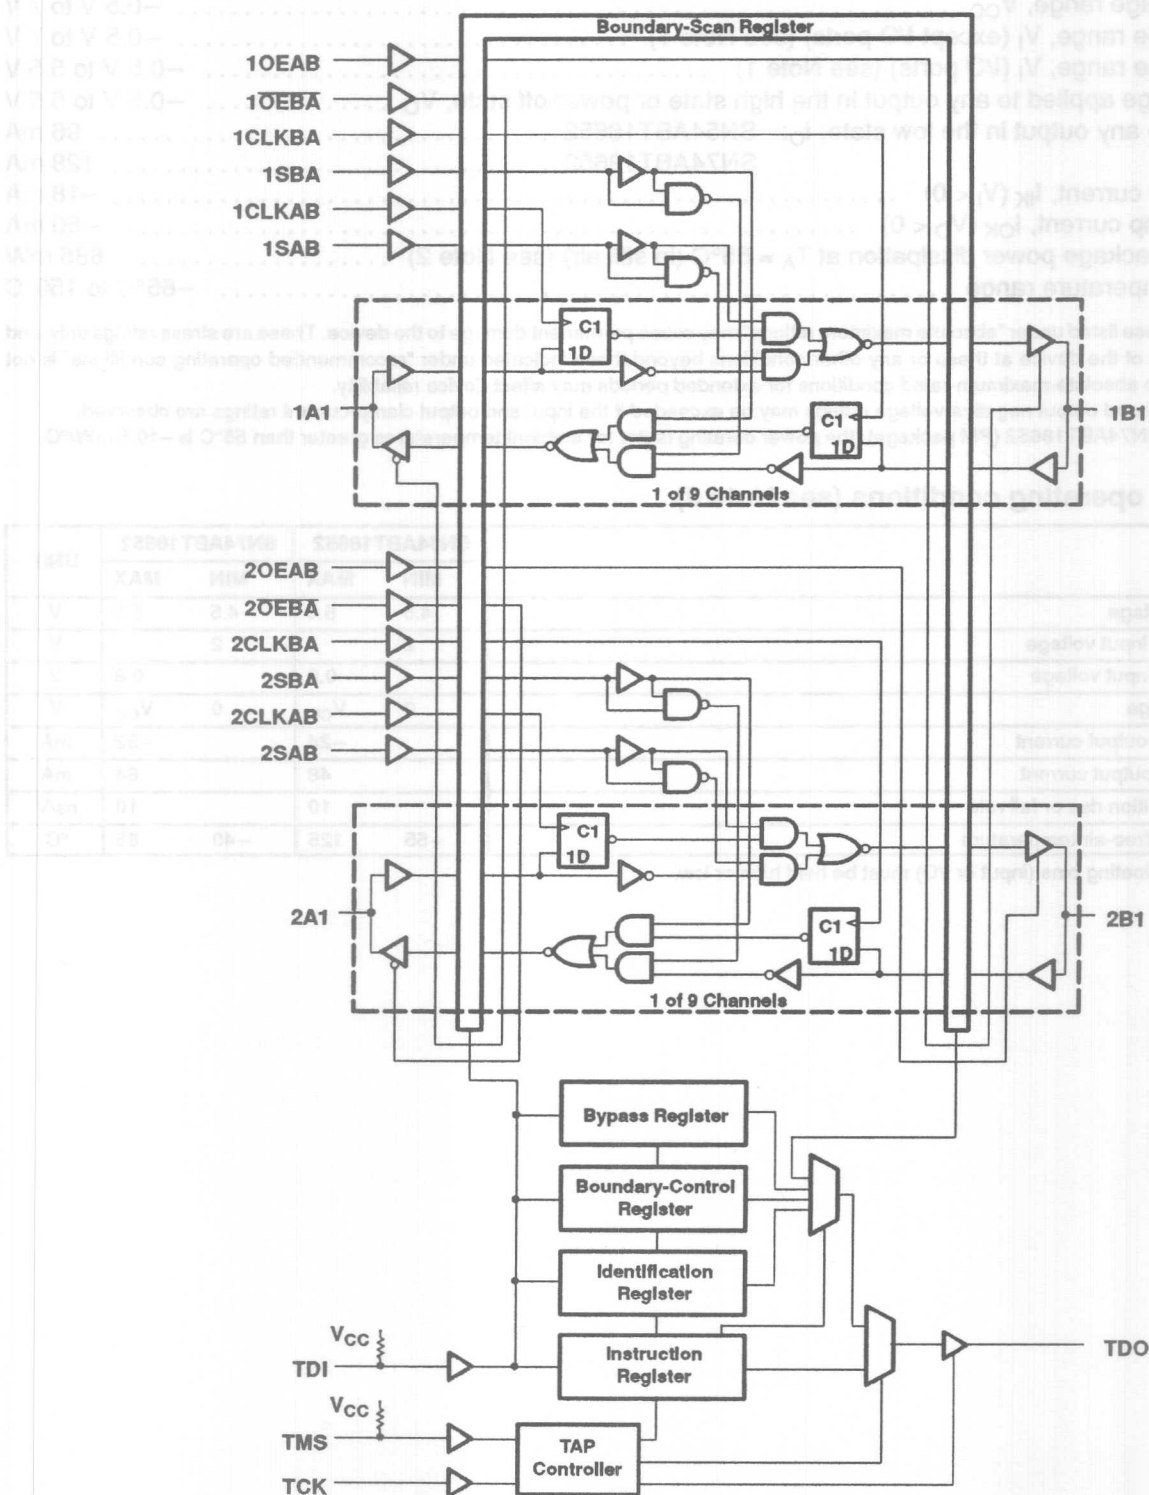 Boundary-Scan Register
1OEAB
1OEBA
1CLKBA
1SBA
1CLKAB
1SAB
C1
1D
1A1
1B1
C1
1D
1 of 9 Channels
2OEAB
2OEBA
2CLKBA
2SBA
2CLKAB
2SAB
C1
1D
2A1
2B1
C1
1D
1 of 9 Channels
Bypass Register
Boundary-Control
Register
Identification
Register
VCC
TDI
Instruction
Register
TDO
VCC
TMS
TAP
Controller
TCK